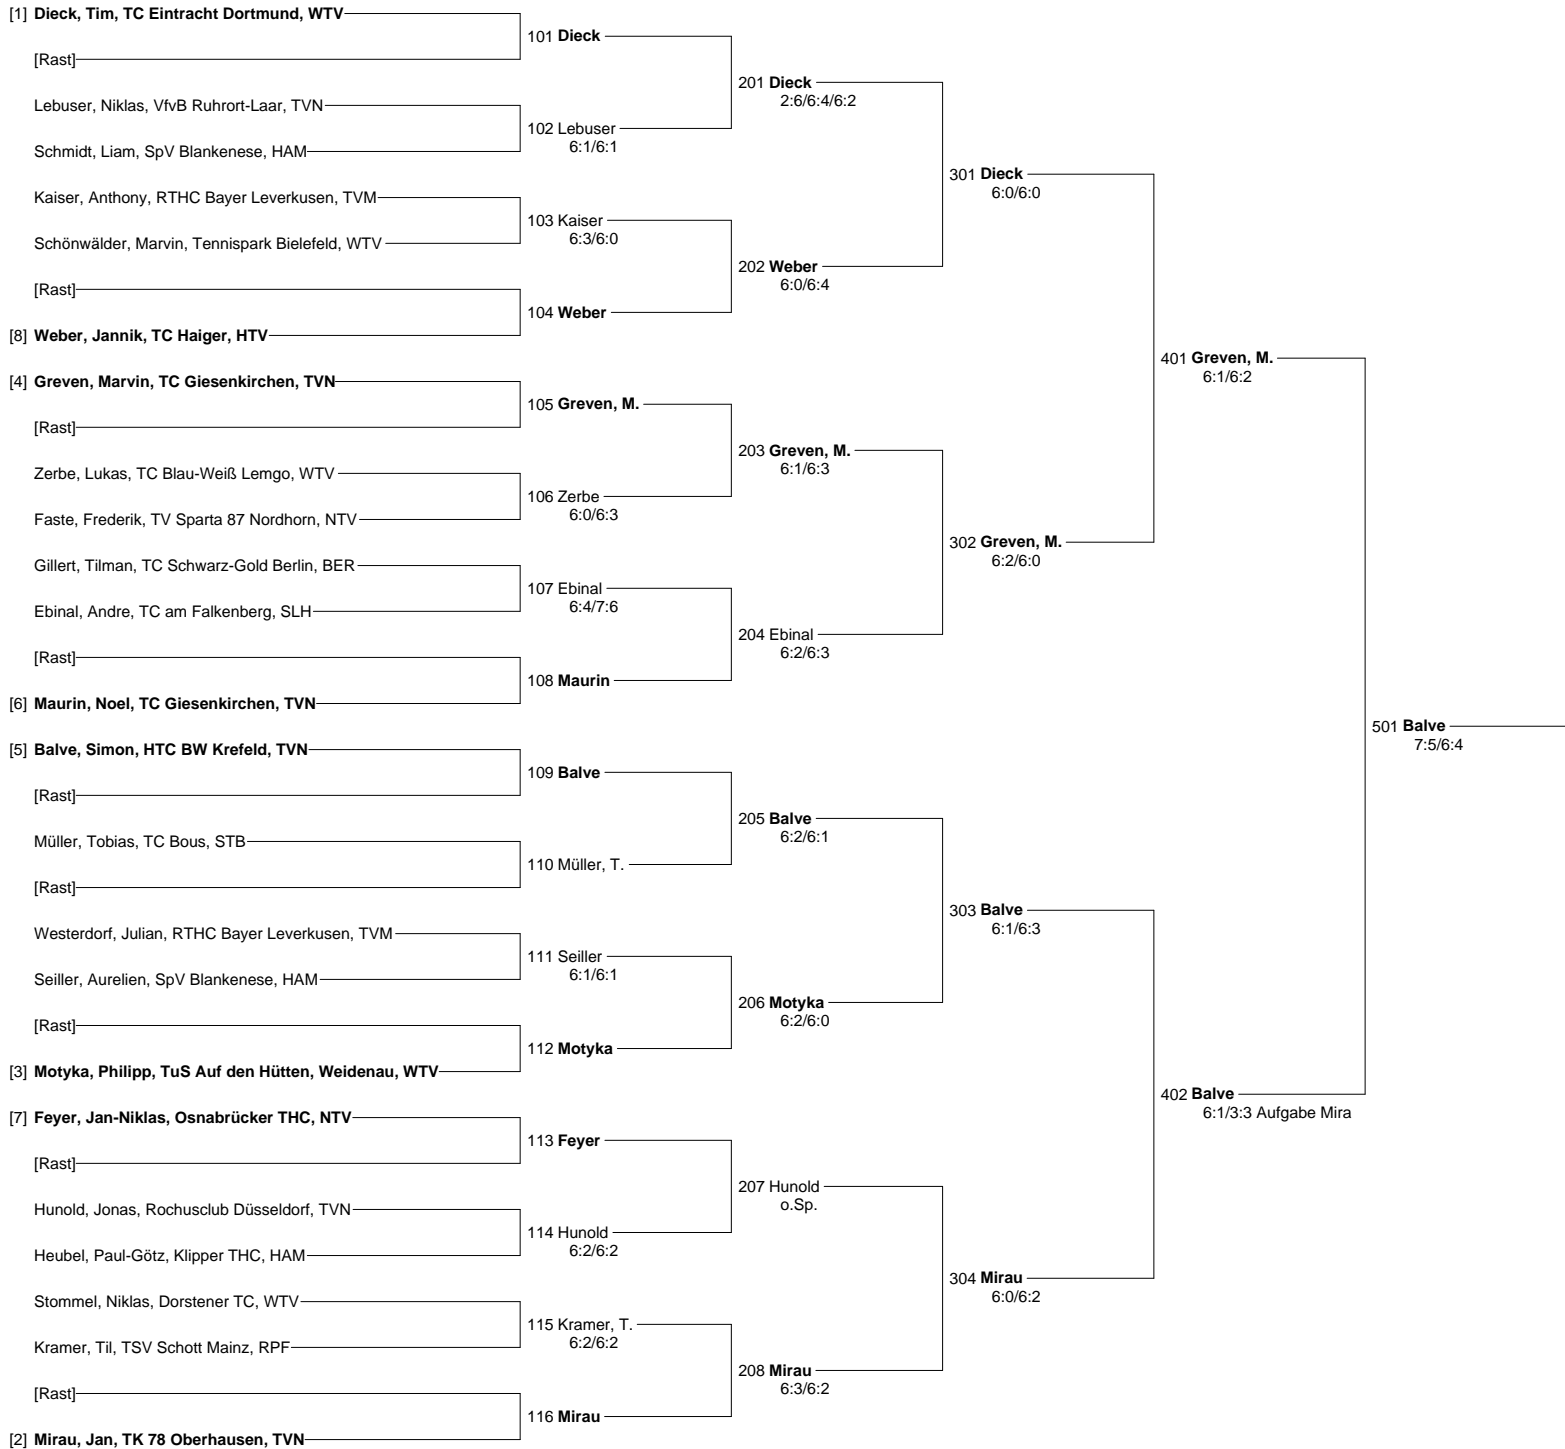 [1] Dieck, Tim, TC Eintracht Dortmund, WTV
101 Dieck
[Rast]
201 Dieck
2:6/6:4/6:2
Lebuser, Niklas, VfvB Ruhrort-Laar, TVN
102 Lebuser
6:1/6:1
Schmidt, Liam, SpV Blankenese, HAM
301 Dieck
6:0/6:0
Kaiser, Anthony, RTHC Bayer Leverkusen, TVM
103 Kaiser
6:3/6:0
Schönwälder, Marvin, Tennispark Bielefeld, WTV
202 Weber
6:0/6:4
[Rast]
104 Weber
[8] Weber, Jannik, TC Haiger, HTV
401 Greven, M.
6:1/6:2
[4] Greven, Marvin, TC Giesenkirchen, TVN
105 Greven, M.
[Rast]
203 Greven, M.
6:1/6:3
Zerbe, Lukas, TC Blau-Weiß Lemgo, WTV
106 Zerbe
6:0/6:3
Faste, Frederik, TV Sparta 87 Nordhorn, NTV
302 Greven, M.
6:2/6:0
Gillert, Tilman, TC Schwarz-Gold Berlin, BER
107 Ebinal
6:4/7:6
Ebinal, Andre, TC am Falkenberg, SLH
204 Ebinal
6:2/6:3
[Rast]
108 Maurin
[6] Maurin, Noel, TC Giesenkirchen, TVN
501 Balve
7:5/6:4
[5] Balve, Simon, HTC BW Krefeld, TVN
109 Balve
[Rast]
205 Balve
6:2/6:1
Müller, Tobias, TC Bous, STB
110 Müller, T.
[Rast]
303 Balve
6:1/6:3
Westerdorf, Julian, RTHC Bayer Leverkusen, TVM
111 Seiller
6:1/6:1
Seiller, Aurelien, SpV Blankenese, HAM
206 Motyka
6:2/6:0
[Rast]
112 Motyka
[3] Motyka, Philipp, TuS Auf den Hütten, Weidenau, WTV
402 Balve
6:1/3:3 Aufgabe Mira
[7] Feyer, Jan-Niklas, Osnabrücker THC, NTV
113 Feyer
[Rast]
207 Hunold
o.Sp.
Hunold, Jonas, Rochusclub Düsseldorf, TVN
114 Hunold
6:2/6:2
Heubel, Paul-Götz, Klipper THC, HAM
304 Mirau
6:0/6:2
Stommel, Niklas, Dorstener TC, WTV
115 Kramer, T.
6:2/6:2
Kramer, Til, TSV Schott Mainz, RPF
208 Mirau
6:3/6:2
[Rast]
116 Mirau
[2] Mirau, Jan, TK 78 Oberhausen, TVN